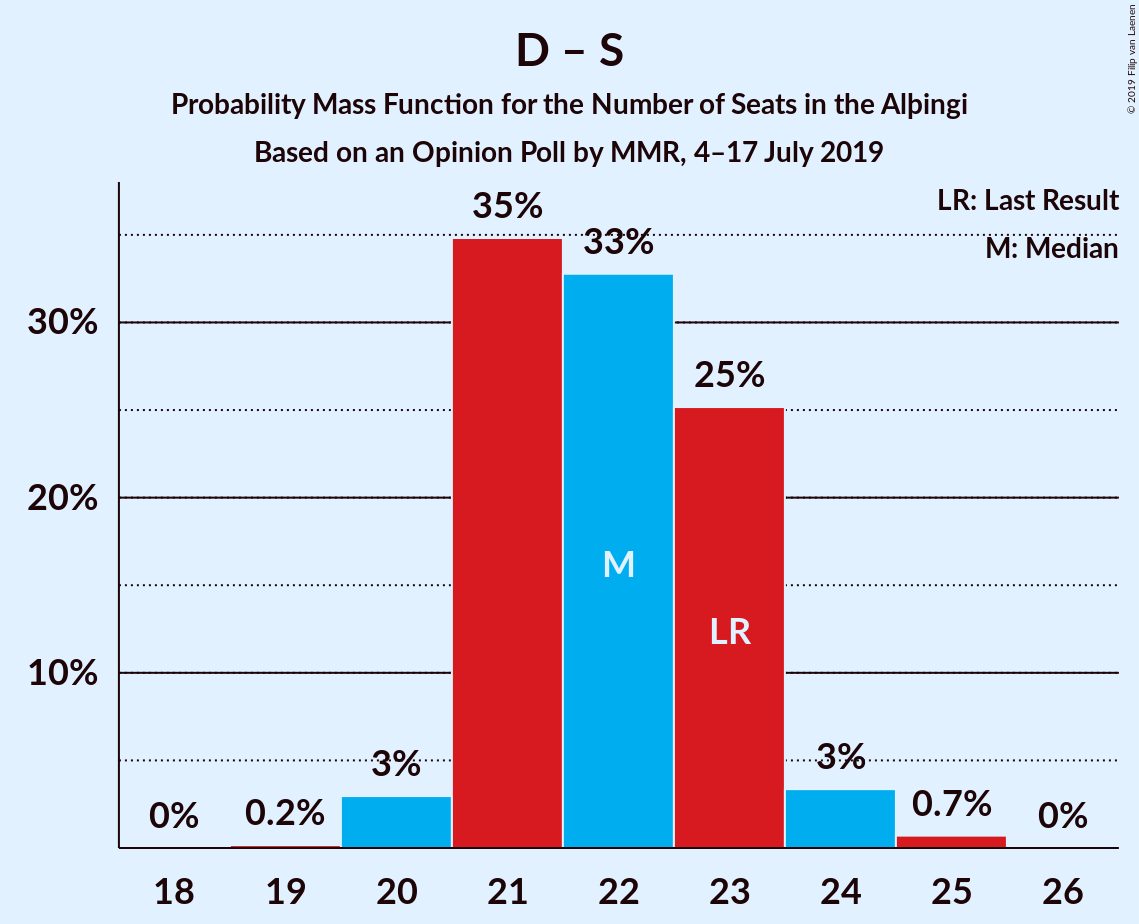 D – S
Probability Mass Function for the Number of Seats in the Alþingi
Based on an Opinion Poll by MMR, 4–17 July 2019
© 2019 Filip van Laenen
LR: Last Result
M: Median
35%
33%
25%
3%
3%
0%
0.2%
0.7%
0%
30%
20%
10%
M
LR
18 19 20 21 22 23 24 25 26